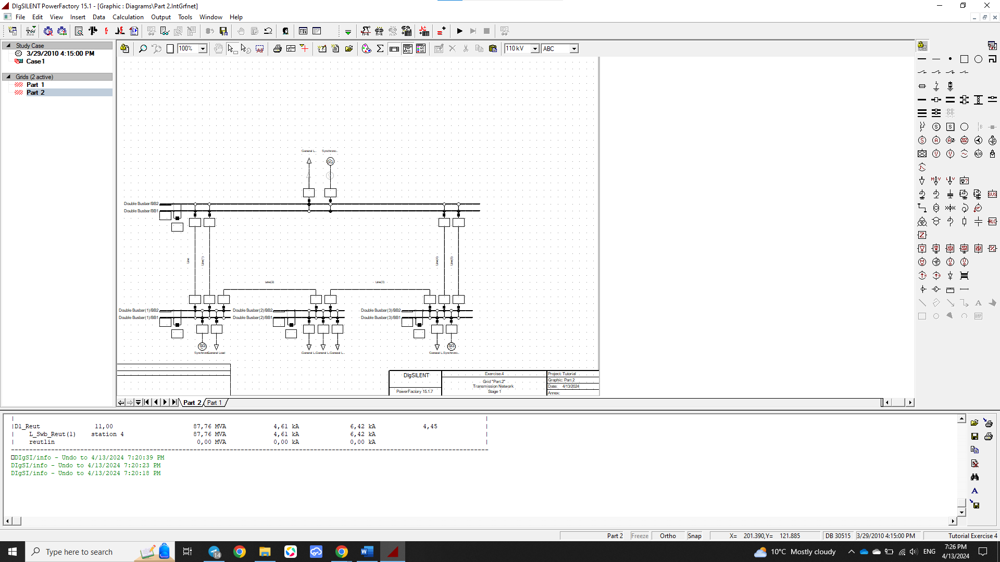 DIgSILENT PowerFactory 15.1 - [Graphic : Diagrams\Part 2.IntGrfnet]
File Edit View Insert Data Calculation Output Tools Window Help
Study Case
3/29/2010 4:15:00 PM
Case1
Grids (2 active)
Part 1
Part 2
100%
110 kV
ABC
General L.. Synchrono..
SG
Double Busbar/BB2
Double Busbar/BB1
Line Line(1) Line(4) Line(5)
Line(2) Line(3)
Double Busbar(1)/BB2 Double Busbar(2)/BB2 Double Busbar(3)/BB2
Double Busbar(1)/BB1 Double Busbar(2)/BB1 Double Busbar(3)/BB1
SG SG
General Load General L.. General L.. General L.. General L.. Synchrono..
DIgSILENT
PowerFactory 15.1.7
Exercise.4
Grid "Part 2"
Transmission Network
Stage 1
Project: Tutorial
Graphic: Part 2
Date: 4/13/2024
Annex:
Part 2 Part 1
|Dl_Reut 11,00 87,76 MVA 4,61 kA 6,42 kA 4,45 |
| L_Swb_Reut(1) station 4 87,76 MVA 4,61 kA 6,42 kA |
| reutlin 0,00 MVA 0,00 kA 0,00 kA |
DIgSI/info - Undo to 4/13/2024 7:20:39 PM
DIgSI/info - Undo to 4/13/2024 7:20:23 PM
DIgSI/info - Undo to 4/13/2024 7:20:18 PM
Part 2 Freeze Ortho Snap X= 201.390,Y= 121.885 DB 30515 3/29/2010 4:15:00 PM Tutorial Exercise 4
Type here to search
14
10°C Mostly cloudy
ENG
7:26 PM
4/13/2024